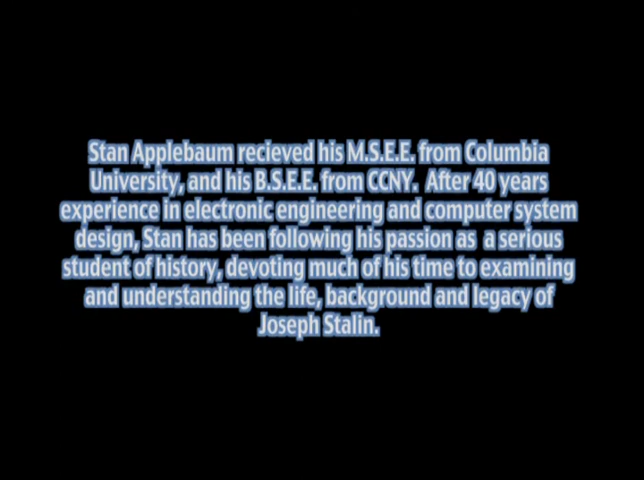 Stan Applebaum recieved his M.S.E.E. from Columbia
University, and his B.S.E.E. from CCNY.  After 40 years
experience in electronic engineering and computer system
design, Stan has been following his passion as  a serious
student of history, devoting much of his time to examining
and understanding the life, background and legacy of
Joseph Stalin.